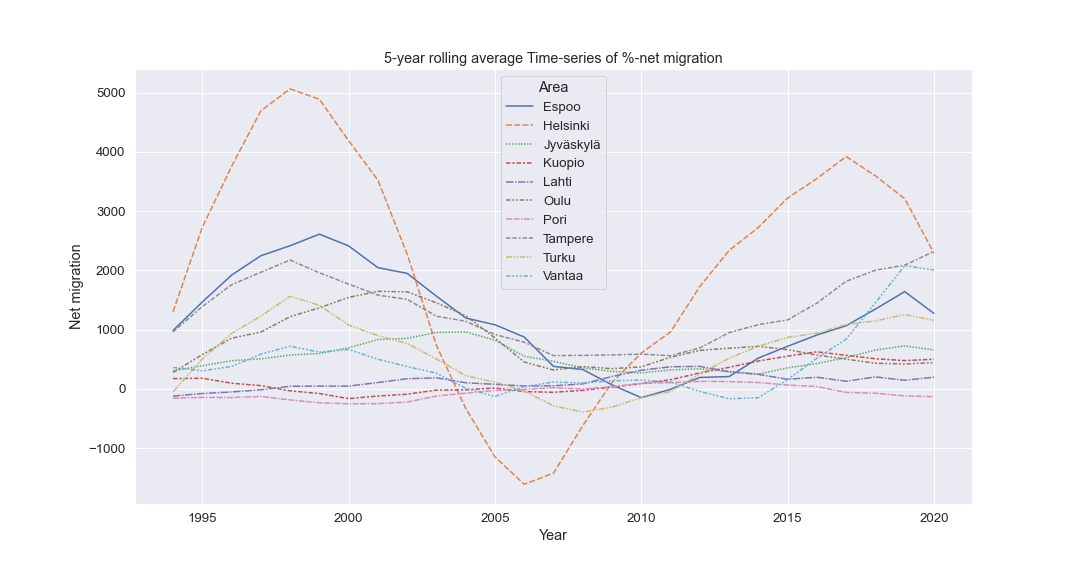 5-year rolling average Time-series of %-net migration
Area
Espoo
Helsinki
Jyväskylä
Kuopio
Lahti
Oulu
Pori
Tampere
Turku
Vantaa
5000
4000
3000
2000
1000
0
−1000
Net migration
1995 2000 2005 2010 2015 2020
Year